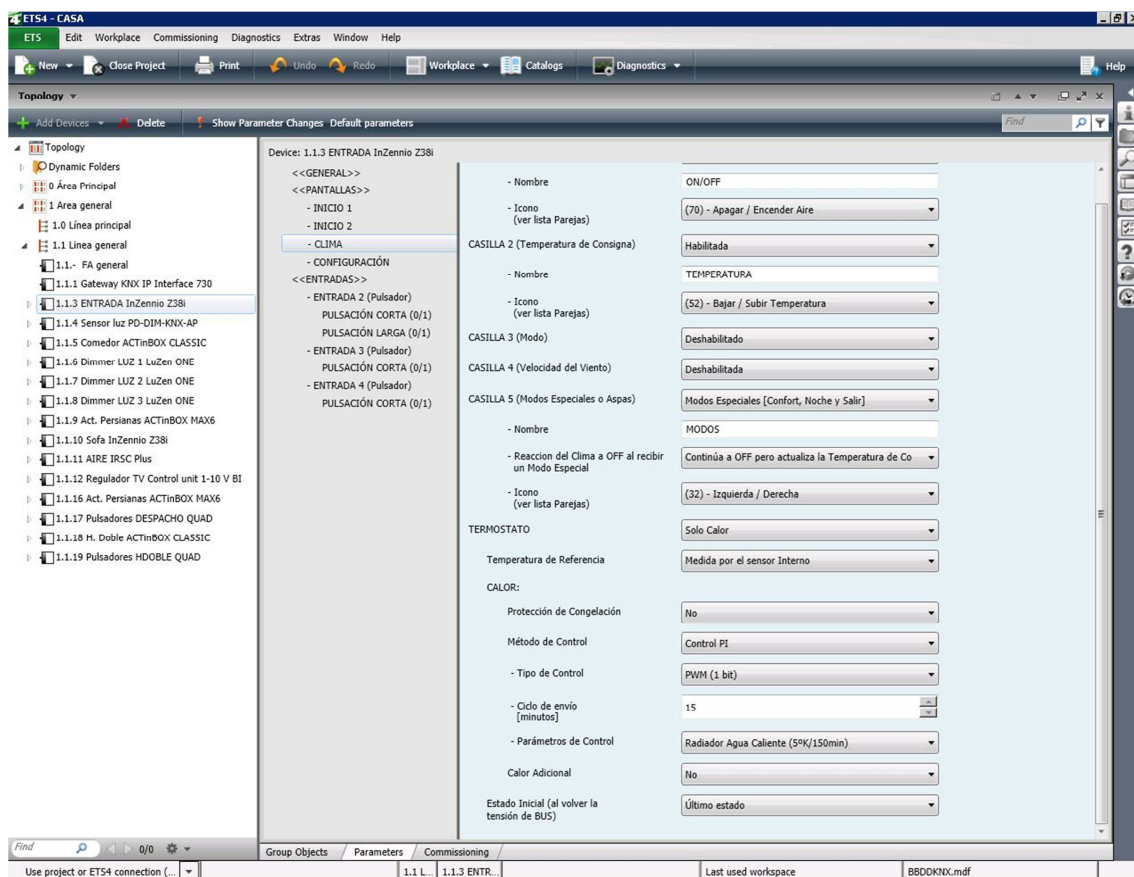 ETS4 - CASA
ETS Edit Workplace Commissioning Diagnostics Extras Window Help
New Close Project Print Undo Redo Workplace Catalogs Diagnostics Help
Topology
Add Devices Delete Show Parameter Changes Default parameters Find
Topology
Dynamic Folders
0 Área Principal
1 Area general
1.0 Línea principal
1.1 Linea general
1.1.- FA general
1.1.1 Gateway KNX IP Interface 730
1.1.3 ENTRADA InZennio Z38i
1.1.4 Sensor luz PD-DIM-KNX-AP
1.1.5 Comedor ACTinBOX CLASSIC
1.1.6 Dimmer LUZ 1 LuZen ONE
1.1.7 Dimmer LUZ 2 LuZen ONE
1.1.8 Dimmer LUZ 3 LuZen ONE
1.1.9 Act. Persianas ACTinBOX MAX6
1.1.10 Sofa InZennio Z38i
1.1.11 AIRE IRSC Plus
1.1.12 Regulador TV Control unit 1-10 V BI
1.1.16 Act. Persianas ACTinBOX MAX6
1.1.17 Pulsadores DESPACHO QUAD
1.1.18 H. Doble ACTinBOX CLASSIC
1.1.19 Pulsadores HDOBLE QUAD
Find 0/0
Device: 1.1.3 ENTRADA InZennio Z38i
<<GENERAL>>
<<PANTALLAS>>
- INICIO 1
- INICIO 2
- CLIMA
- CONFIGURACIÓN
<<ENTRADAS>>
- ENTRADA 2 (Pulsador)
PULSACIÓN CORTA (0/1)
PULSACIÓN LARGA (0/1)
- ENTRADA 3 (Pulsador)
PULSACIÓN CORTA (0/1)
- ENTRADA 4 (Pulsador)
PULSACIÓN CORTA (0/1)
- Nombre ON/OFF
- Icono
(ver lista Parejas) (70) - Apagar / Encender Aire
CASILLA 2 (Temperatura de Consigna) Habilitada
- Nombre TEMPERATURA
- Icono
(ver lista Parejas) (52) - Bajar / Subir Temperatura
CASILLA 3 (Modo) Deshabilitado
CASILLA 4 (Velocidad del Viento) Deshabilitada
CASILLA 5 (Modos Especiales o Aspas) Modos Especiales [Confort, Noche y Salir]
- Nombre MODOS
- Reaccion del Clima a OFF al recibir
un Modo Especial Continúa a OFF pero actualiza la Temperatura de Co
- Icono
(ver lista Parejas) (32) - Izquierda / Derecha
TERMOSTATO Solo Calor
Temperatura de Referencia Medida por el sensor Interno
CALOR:
Protección de Congelación No
Método de Control Control PI
- Tipo de Control PWM (1 bit)
- Ciclo de envío
[minutos] 15
- Parámetros de Control Radiador Agua Caliente (5ºK/150min)
Calor Adicional No
Estado Inicial (al volver la
tensión de BUS) Último estado
Group Objects Parameters Commissioning
Use project or ETS4 connection (... 1.1 L... 1.1.3 ENTR... Last used workspace BBDDKNX.mdf